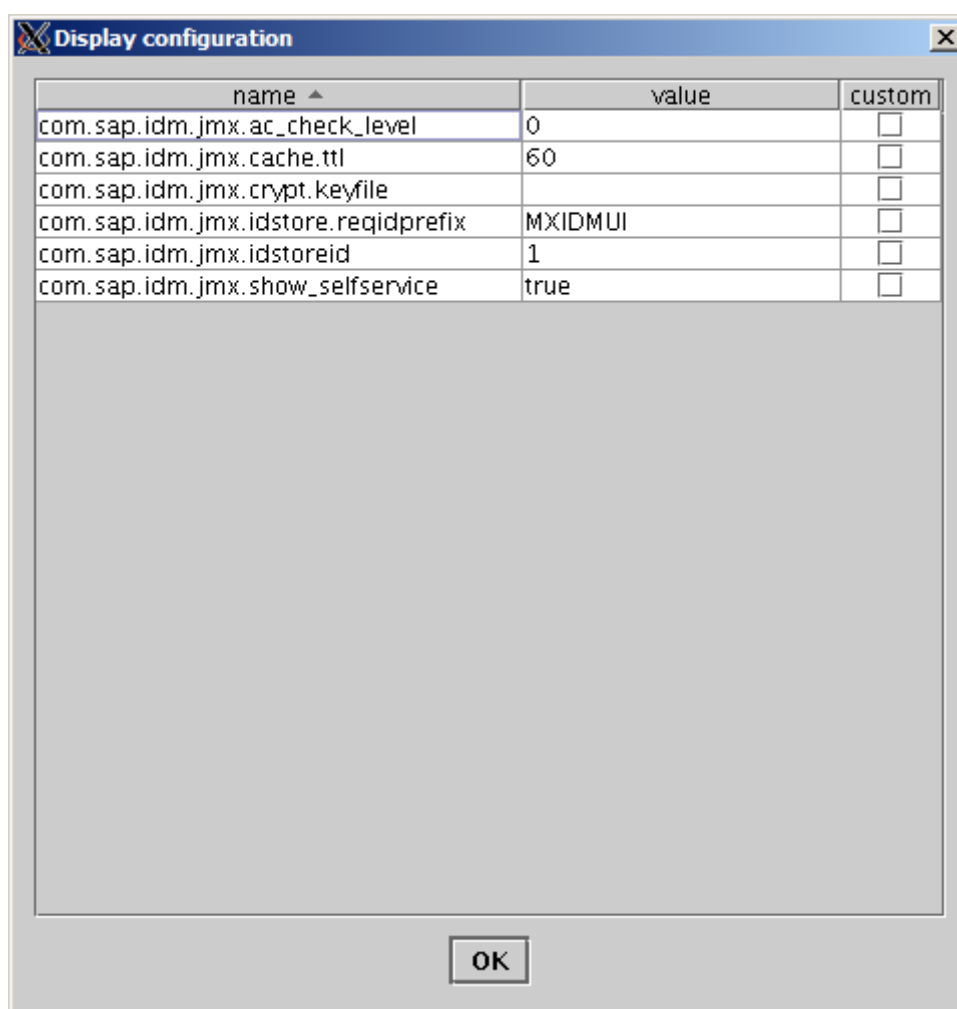 Display configuration
name value custom
com.sap.idm.jmx.ac_check_level 0
com.sap.idm.jmx.cache.ttl 60
com.sap.idm.jmx.crypt.keyfile
com.sap.idm.jmx.idstore.reqidprefix MXIDMUI
com.sap.idm.jmx.idstoreid 1
com.sap.idm.jmx.show_selfservice true
OK